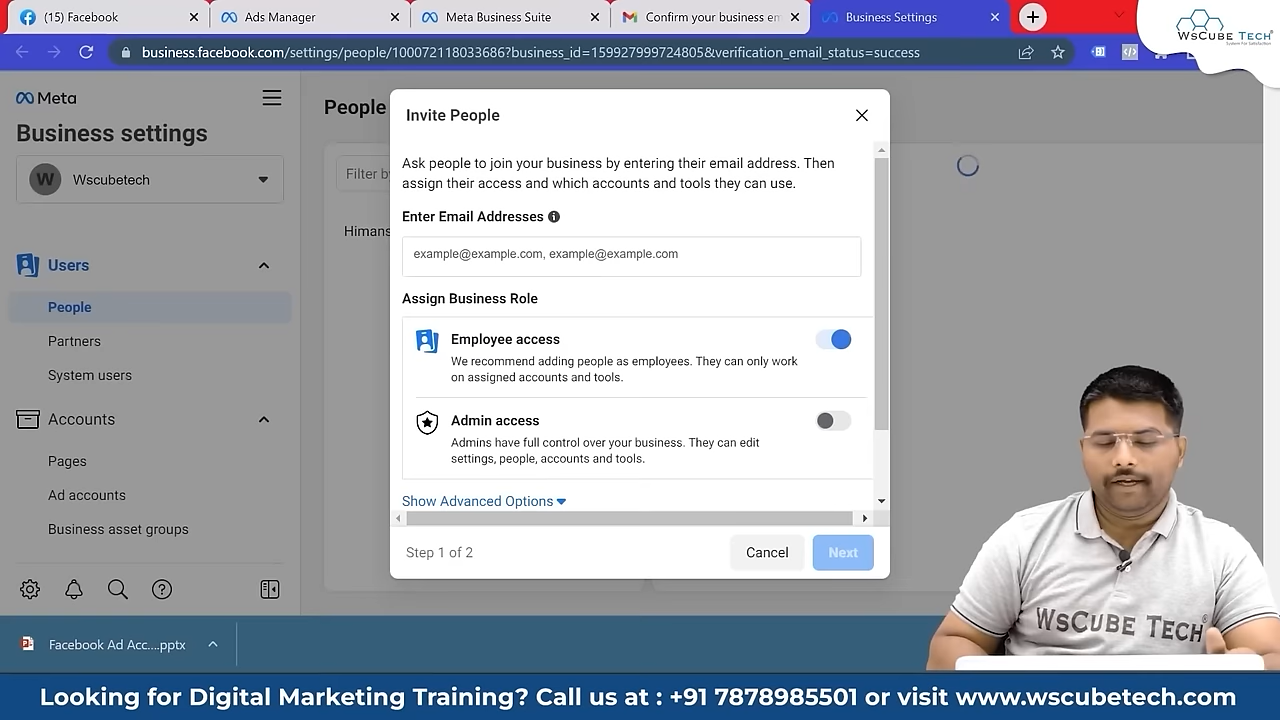 (15) Facebook
Ads Manager
Meta Business Suite
Confirm your business em
Business Settings
WsCube Tech
business.facebook.com/settings/people/100072118033686?business_id=159927999724805&verification_email_status=success
Meta
Business settings
W
Wscubetech
Users
People
Partners
System users
Accounts
Pages
Ad accounts
Business asset groups
People
Filter b
Himans
Invite People
Ask people to join your business by entering their email address. Then
assign their access and which accounts and tools they can use.
Enter Email Addresses
example@example.com, example@example.com
Assign Business Role
Employee access
We recommend adding people as employees. They can only work
on assigned accounts and tools.
Admin access
Admins have full control over your business. They can edit
settings, people, accounts and tools.
Show Advanced Options
Step 1 of 2
Cancel
Next
WsCube Tech
Facebook Ad Acc....pptx
Looking for Digital Marketing Training? Call us at : +91 7878985501 or visit www.wscubetech.com